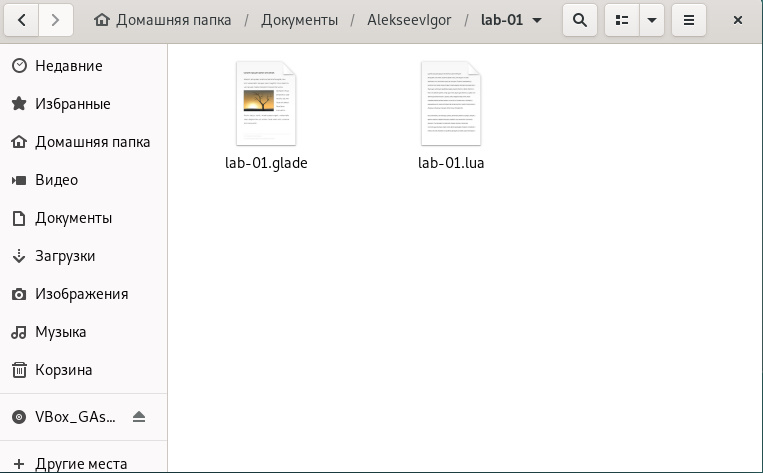 Домашняя папка / Документы / AlekseevIgor / lab-01
Недавние
Избранные
Домашняя папка
Видео
Документы
Загрузки
Изображения
Музыка
Корзина
VBox_GAs...
Другие места
lab-01.glade
lab-01.lua